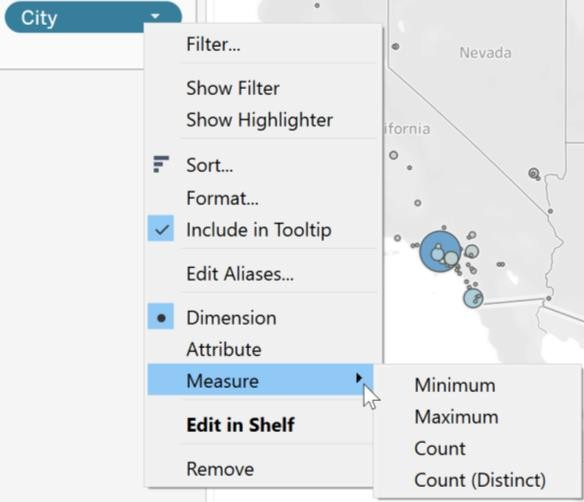 City
Filter...
Show Filter
Show Highlighter
Sort...
Format...
Include in Tooltip
Edit Aliases...
Dimension
Attribute
Measure
Edit in Shelf
Remove
Minimum
Maximum
Count
Count (Distinct)
Nevada
ifornia